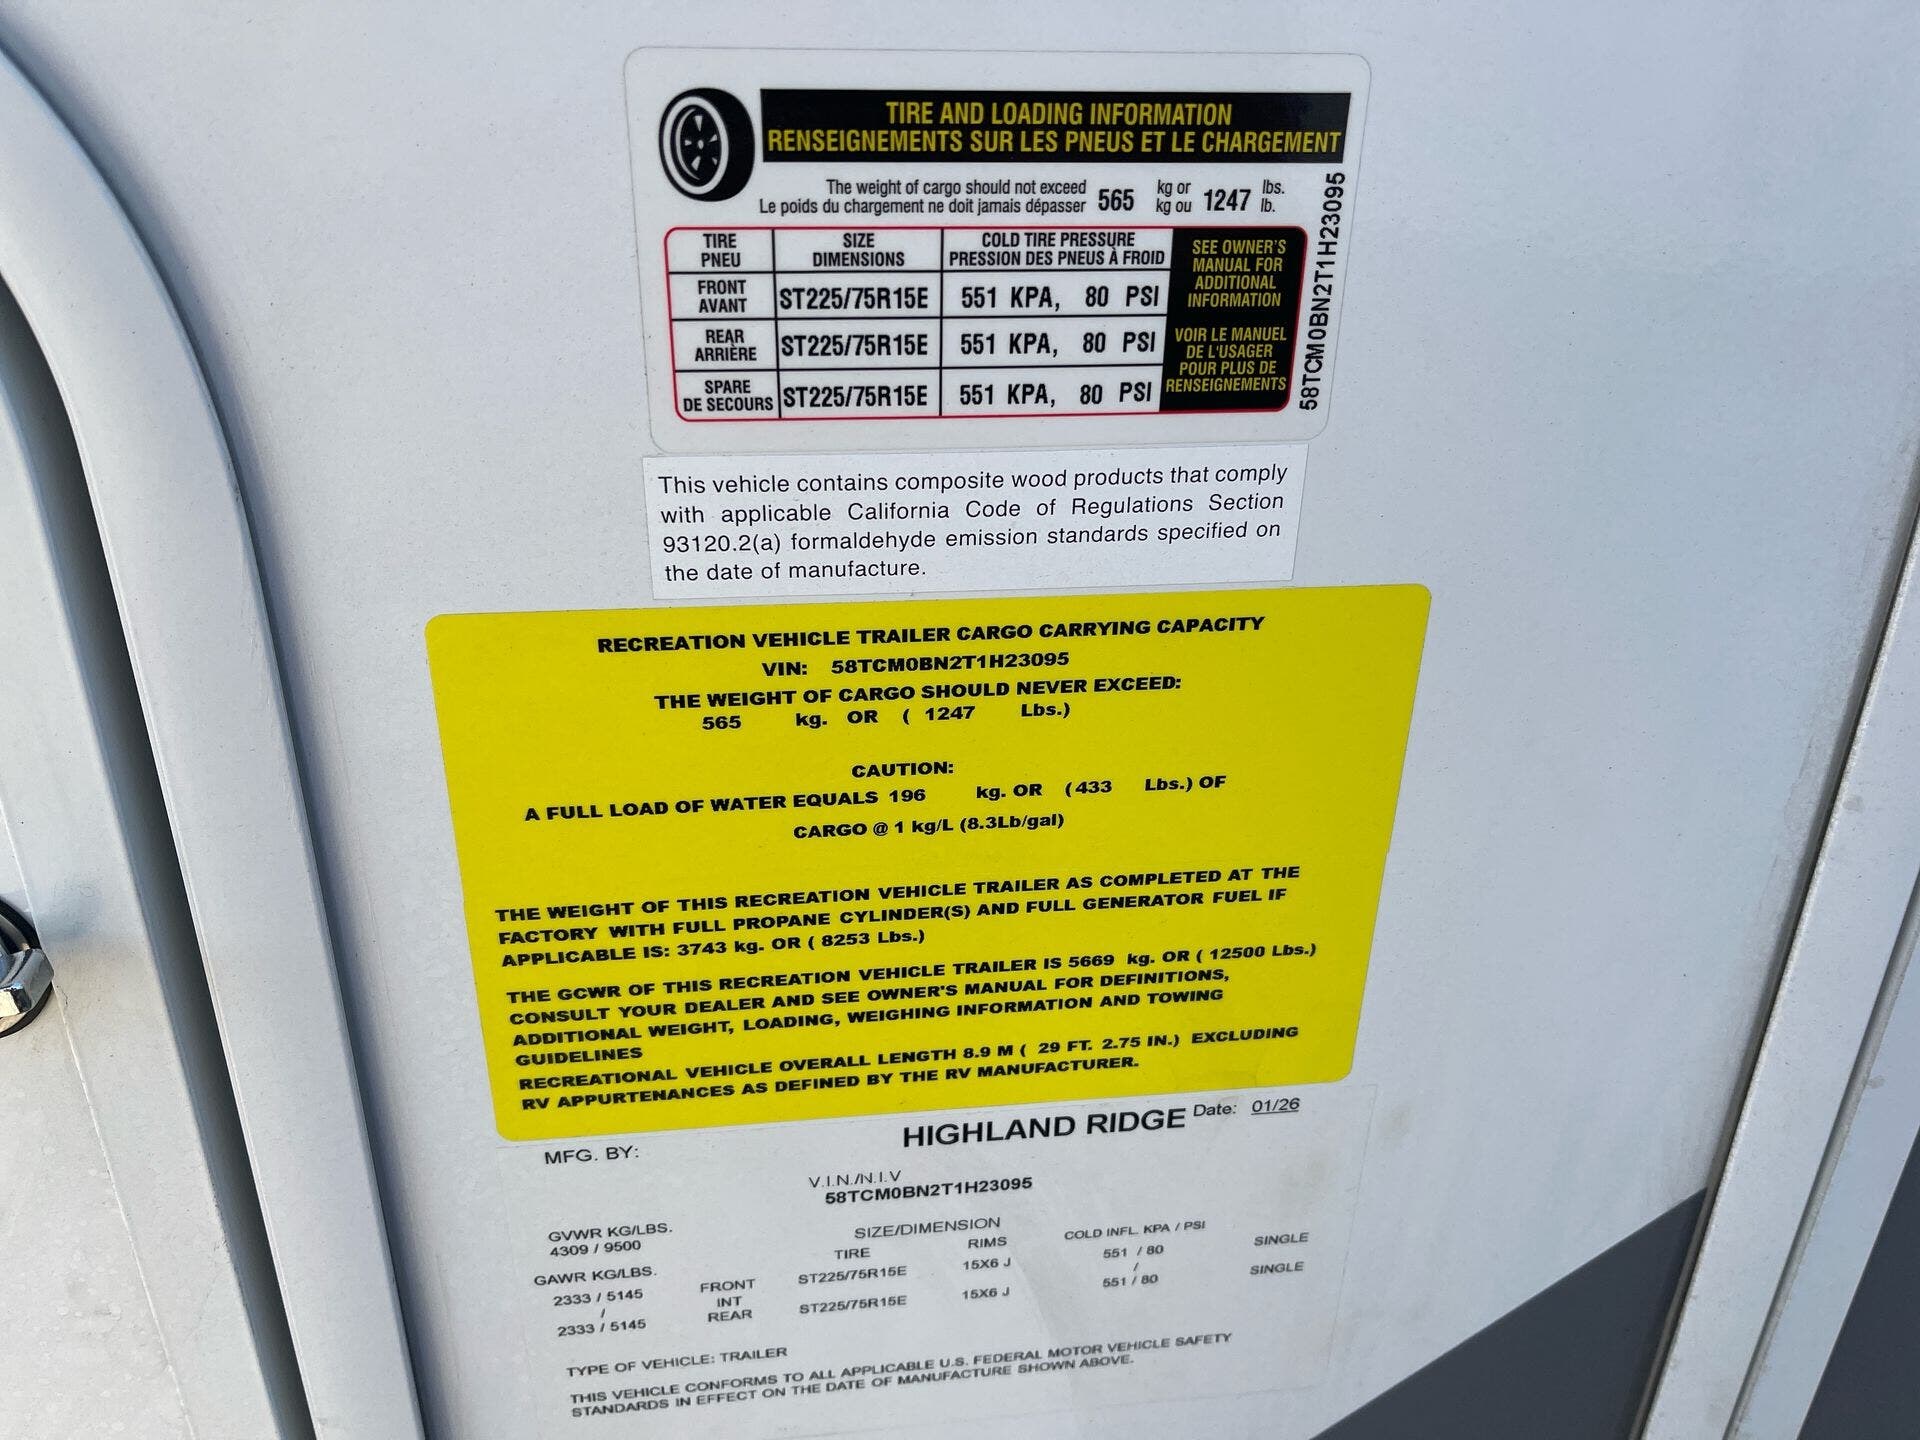 TIRE AND LOADING INFORMATION
RENSEIGNEMENTS SUR LES PNEUS ET LE CHARGEMENT
The weight of cargo should not exceed 565 kg or 1247 lbs.
Le poids du chargement ne doit jamais dépasser kg ou lb.
TIRE SIZE COLD TIRE PRESSURE
PNEU DIMENSIONS PRESSION DES PNEUS À FROID
FRONT
AVANT ST225/75R15E 551 KPA, 80 PSI
REAR
ARRIÈRE ST225/75R15E 551 KPA, 80 PSI
SPARE
DE SECOURS ST225/75R15E 551 KPA, 80 PSI
SEE OWNER'S
MANUAL FOR
ADDITIONAL
INFORMATION
VOIR LE MANUEL
DE L'USAGER
POUR PLUS DE
RENSEIGNEMENTS
58TCM0BN2T1H23095
This vehicle contains composite wood products that comply
with applicable California Code of Regulations Section
93120.2(a) formaldehyde emission standards specified on
the date of manufacture.
RECREATION VEHICLE TRAILER CARGO CARRYING CAPACITY
VIN: 58TCM0BN2T1H23095
THE WEIGHT OF CARGO SHOULD NEVER EXCEED:
565 kg. OR ( 1247 Lbs.)
CAUTION:
A FULL LOAD OF WATER EQUALS 196 kg. OR (433 Lbs.) OF
CARGO @ 1 kg/L (8.3Lb/gal)
THE WEIGHT OF THIS RECREATION VEHICLE TRAILER AS COMPLETED AT THE
FACTORY WITH FULL PROPANE CYLINDER(S) AND FULL GENERATOR FUEL IF
APPLICABLE IS: 3743 kg. OR ( 8253 Lbs.)
THE GCWR OF THIS RECREATION VEHICLE TRAILER IS 5669 kg. OR ( 12500 Lbs.)
CONSULT YOUR DEALER AND SEE OWNER'S MANUAL FOR DEFINITIONS,
ADDITIONAL WEIGHT, LOADING, WEIGHING INFORMATION AND TOWING
GUIDELINES
RECREATIONAL VEHICLE OVERALL LENGTH 8.9 M ( 29 FT. 2.75 IN.) EXCLUDING
RV APPURTENANCES AS DEFINED BY THE RV MANUFACTURER.
MFG. BY: HIGHLAND RIDGE Date: 01/26
V.I.N./N.I.V
58TCM0BN2T1H23095
GVWR KG/LBS. SIZE/DIMENSION COLD INFL. KPA / PSI
4309 / 9500 TIRE RIMS
GAWR KG/LBS.
2333 / 5145 FRONT ST225/75R15E 15X6 J 551 / 80 SINGLE
/ INT /
2333 / 5145 REAR ST225/75R15E 15X6 J 551 / 80 SINGLE
TYPE OF VEHICLE: TRAILER
THIS VEHICLE CONFORMS TO ALL APPLICABLE U.S. FEDERAL MOTOR VEHICLE SAFETY
STANDARDS IN EFFECT ON THE DATE OF MANUFACTURE SHOWN ABOVE.